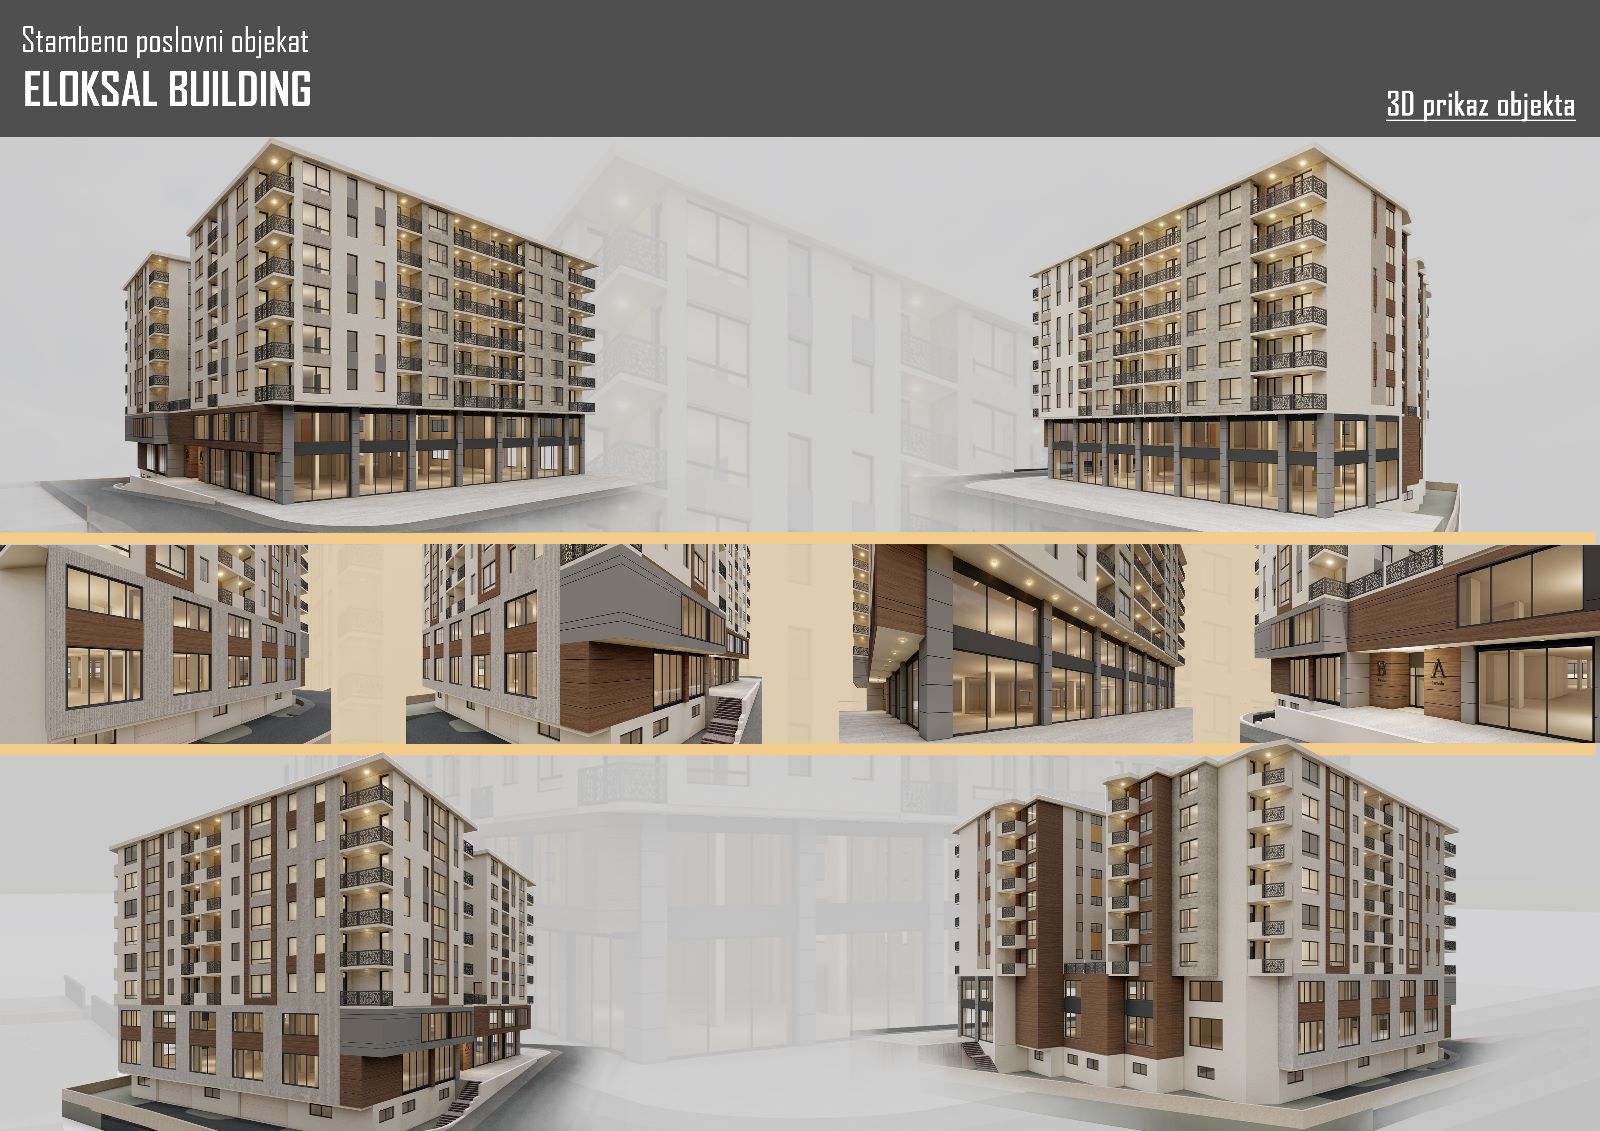 Stambeno poslovni objekat
ELOKSAL BUILDING
3D prikaz objekta
B
A